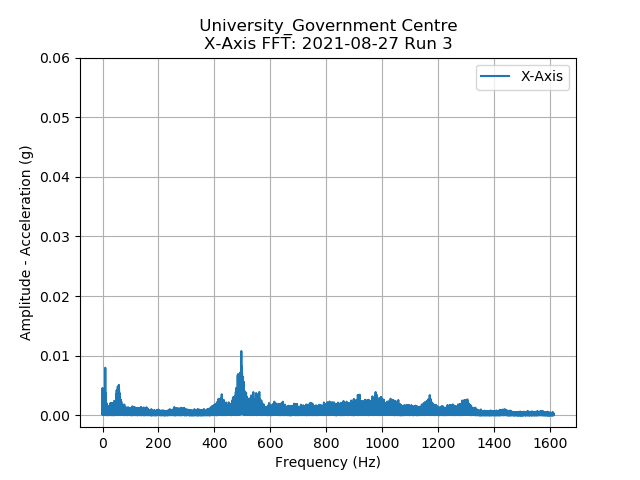 University_Government Centre
X-Axis FFT: 2021-08-27 Run 3
X-Axis
0.06
0.05
0.04
0.03
0.02
0.01
0.00
Amplitude - Acceleration (g)
0 200 400 600 800 1000 1200 1400 1600
Frequency (Hz)